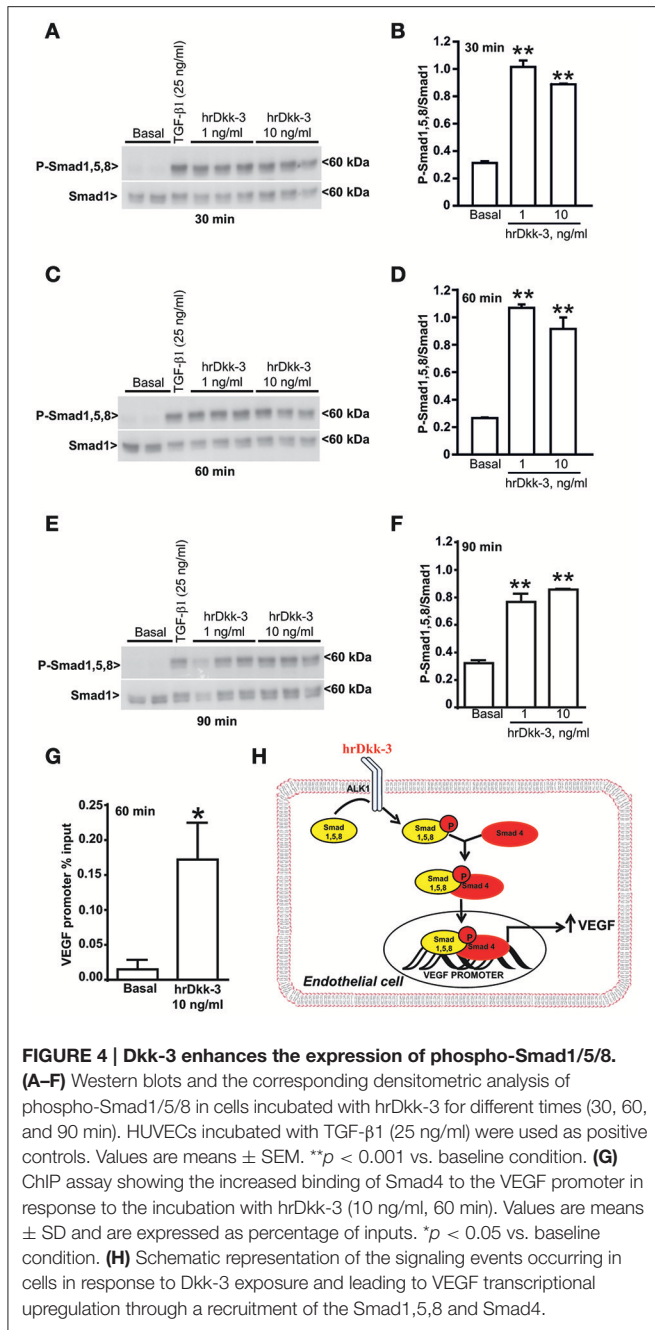 A
TGF-β1 (25 ng/ml)
hrDkk-3 hrDkk-3
Basal 1 ng/ml 10 ng/ml
P-Smad1,5,8> <60 kDa
Smad1> <60 kDa
30 min
B
30 min
P-Smad1,5,8/Smad1
1.2
1.0
0.8
0.6
0.4
0.2
0
** **
Basal 1 10
hrDkk-3, ng/ml
C
TGF-β1 (25 ng/ml)
hrDkk-3 hrDkk-3
Basal 1 ng/ml 10 ng/ml
P-Smad1,5,8> <60 kDa
Smad1> <60 kDa
60 min
D
60 min
P-Smad1,5,8/Smad1
1.2
1.0
0.8
0.6
0.4
0.2
0
** **
Basal 1 10
hrDkk-3, ng/ml
E
TGF-β1 (25 ng/ml)
hrDkk-3 hrDkk-3
Basal 1 ng/ml 10 ng/ml
P-Smad1,5,8> <60 kDa
Smad1> <60 kDa
90 min
F
90 min
P-Smad1,5,8/Smad1
1.2
1.0
0.8
0.6
0.4
0.2
0
** **
Basal 1 10
hrDkk-3, ng/ml
G
60 min
VEGF promoter % input
0.25
0.20
0.15
0.10
0.05
0.00
*
Basal hrDkk-3
10 ng/ml
H
hrDkk-3
ALK1
Smad
1,5,8
Smad
1,5,8
P
Smad 4
Smad
1,5,8
P
Smad 4
Smad
1,5,8
P
Smad 4
VEGF
VEGF PROMOTER
Endothelial cell
FIGURE 4 | Dkk-3 enhances the expression of phospho-Smad1/5/8.
(A–F) Western blots and the corresponding densitometric analysis of
phospho-Smad1/5/8 in cells incubated with hrDkk-3 for different times (30, 60,
and 90 min). HUVECs incubated with TGF-β1 (25 ng/ml) were used as positive
controls. Values are means ± SEM. **p < 0.001 vs. baseline condition. (G)
ChIP assay showing the increased binding of Smad4 to the VEGF promoter in
response to the incubation with hrDkk-3 (10 ng/ml, 60 min). Values are means
± SD and are expressed as percentage of inputs. *p < 0.05 vs. baseline
condition. (H) Schematic representation of the signaling events occurring in
cells in response to Dkk-3 exposure and leading to VEGF transcriptional
upregulation through a recruitment of the Smad1,5,8 and Smad4.